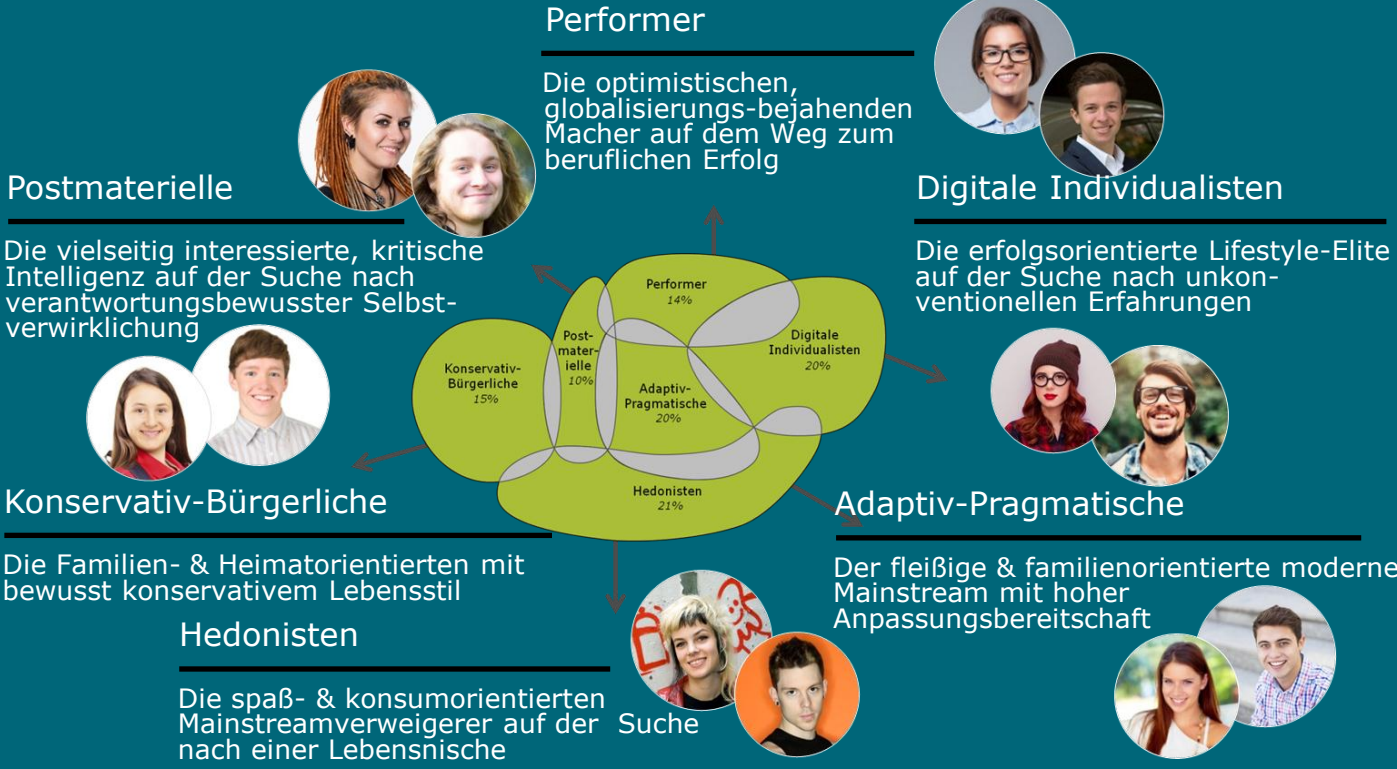 Performer
Die optimistischen,
globalisierungs-bejahenden
Macher auf dem Weg zum
beruflichen Erfolg
Postmaterielle
Die vielseitig interessierte, kritische
Intelligenz auf der Suche nach
verantwortungsbewusster Selbst-
verwirklichung
Digitale Individualisten
Die erfolgsorientierte Lifestyle-Elite
auf der Suche nach unkon-
ventionellen Erfahrungen
Performer
14%
Post-
mater-
ielle
10%
Digitale
Individualisten
20%
Konservativ-
Bürgerliche
15%
Adaptiv-
Pragmatische
20%
Hedonisten
21%
Konservativ-Bürgerliche
Die Familien- & Heimatorientierten mit
bewusst konservativem Lebensstil
Adaptiv-Pragmatische
Der fleißige & familienorientierte moderne
Mainstream mit hoher
Anpassungsbereitschaft
Hedonisten
Die spaß- & konsumorientierten
Mainstreamverweigerer auf der Suche
nach einer Lebensnische